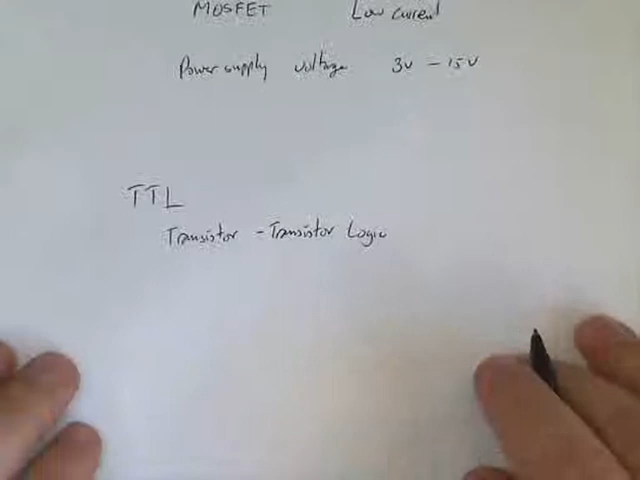 MOSFET Low current
Power supply voltage 3v - 15v
TTL
Transistor - Transistor Logic